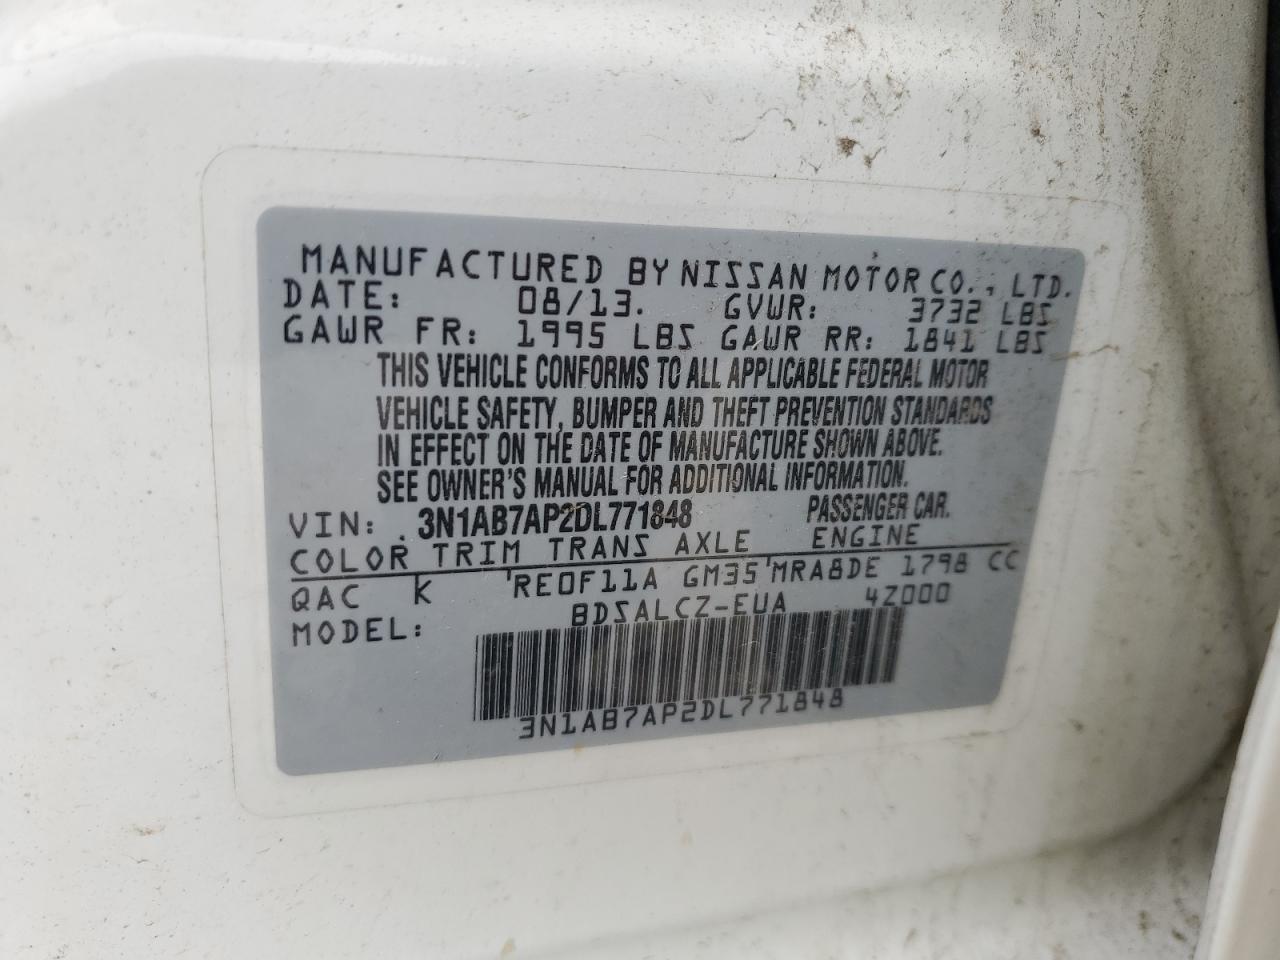 MANUFACTURED BY NISSAN MOTOR CO., LTD.
DATE: 08/13. GVWR: 3732 LBS
GAWR FR: 1995 LBS GAWR RR: 1841 LBS
THIS VEHICLE CONFORMS TO ALL APPLICABLE FEDERAL MOTOR
VEHICLE SAFETY, BUMPER AND THEFT PREVENTION STANDARDS
IN EFFECT ON THE DATE OF MANUFACTURE SHOWN ABOVE.
SEE OWNER'S MANUAL FOR ADDITIONAL INFORMATION.
VIN: 3N1AB7AP2DL771848 PASSENGER CAR.
COLOR TRIM TRANS AXLE ENGINE
QAC K RE0F11A GM35 MRA8DE 1798 CC
MODEL: BDSALCZ-EUA 4Z000
3N1AB7AP2DL771848